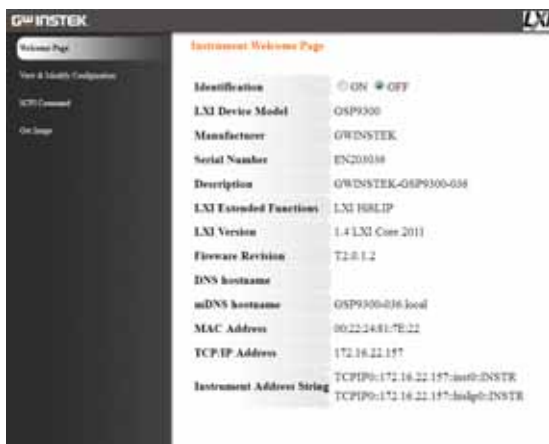 GWINSTEK
LXI
Welcome Page
View & Modify Configuration
SCPI Command
Get Image
Instrument Welcome Page
Identification ON OFF
LXI Device Model GSP9300
Manufacturer GWINSTEK
Serial Number EN203038
Description GWINSTEK-GSP9300-036
LXI Extended Functions LXI HiSLIP
LXI Version 1.4 LXI Core 2011
Firmware Revision T2.0.1.2
DNS hostname
mDNS hostname GSP9300-036.local
MAC Address 00:22:24:81:7E:22
TCP/IP Address 172.16.22.157
Instrument Address String
TCPIP0::172.16.22.157::inst0::INSTR
TCPIP0::172.16.22.157::hislip0::INSTR